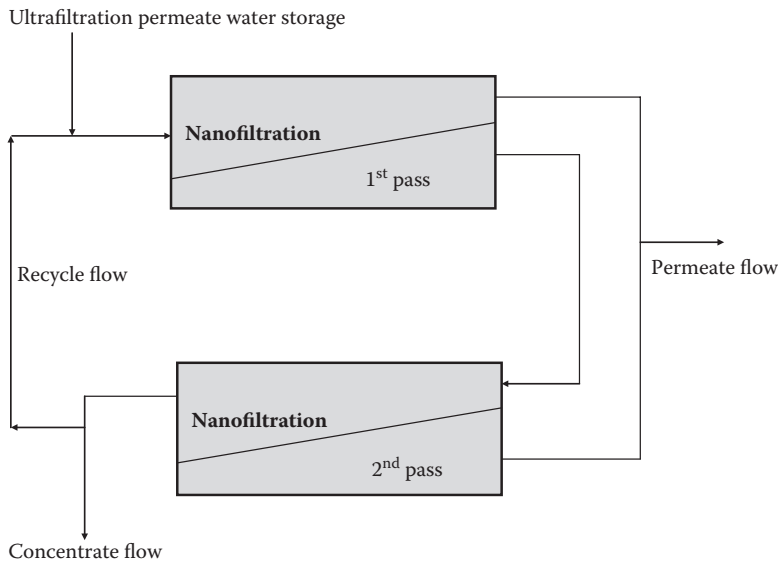 Ultrafiltration permeate water storage
Nanofiltration
1st pass
Recycle flow
Permeate flow
Nanofiltration
2nd pass
Concentrate flow